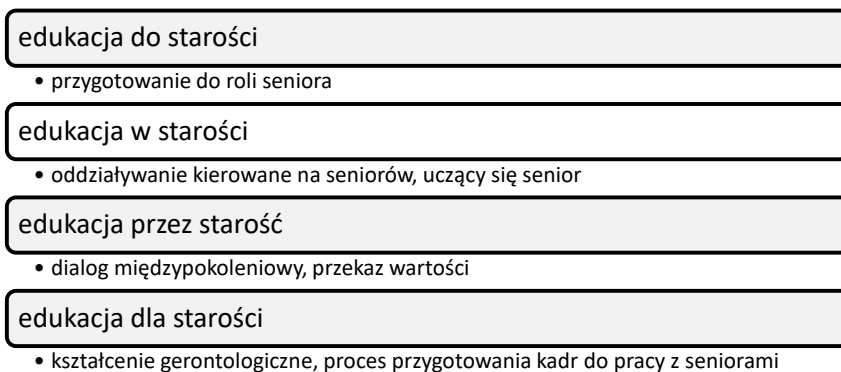 edukacja do starości
• przygotowanie do roli seniora
edukacja w starości
• oddziaływanie kierowane na seniorów, uczący się senior
edukacja przez starość
• dialog międzypokoleniowy, przekaz wartości
edukacja dla starości
• kształcenie gerontologiczne, proces przygotowania kadr do pracy z seniorami